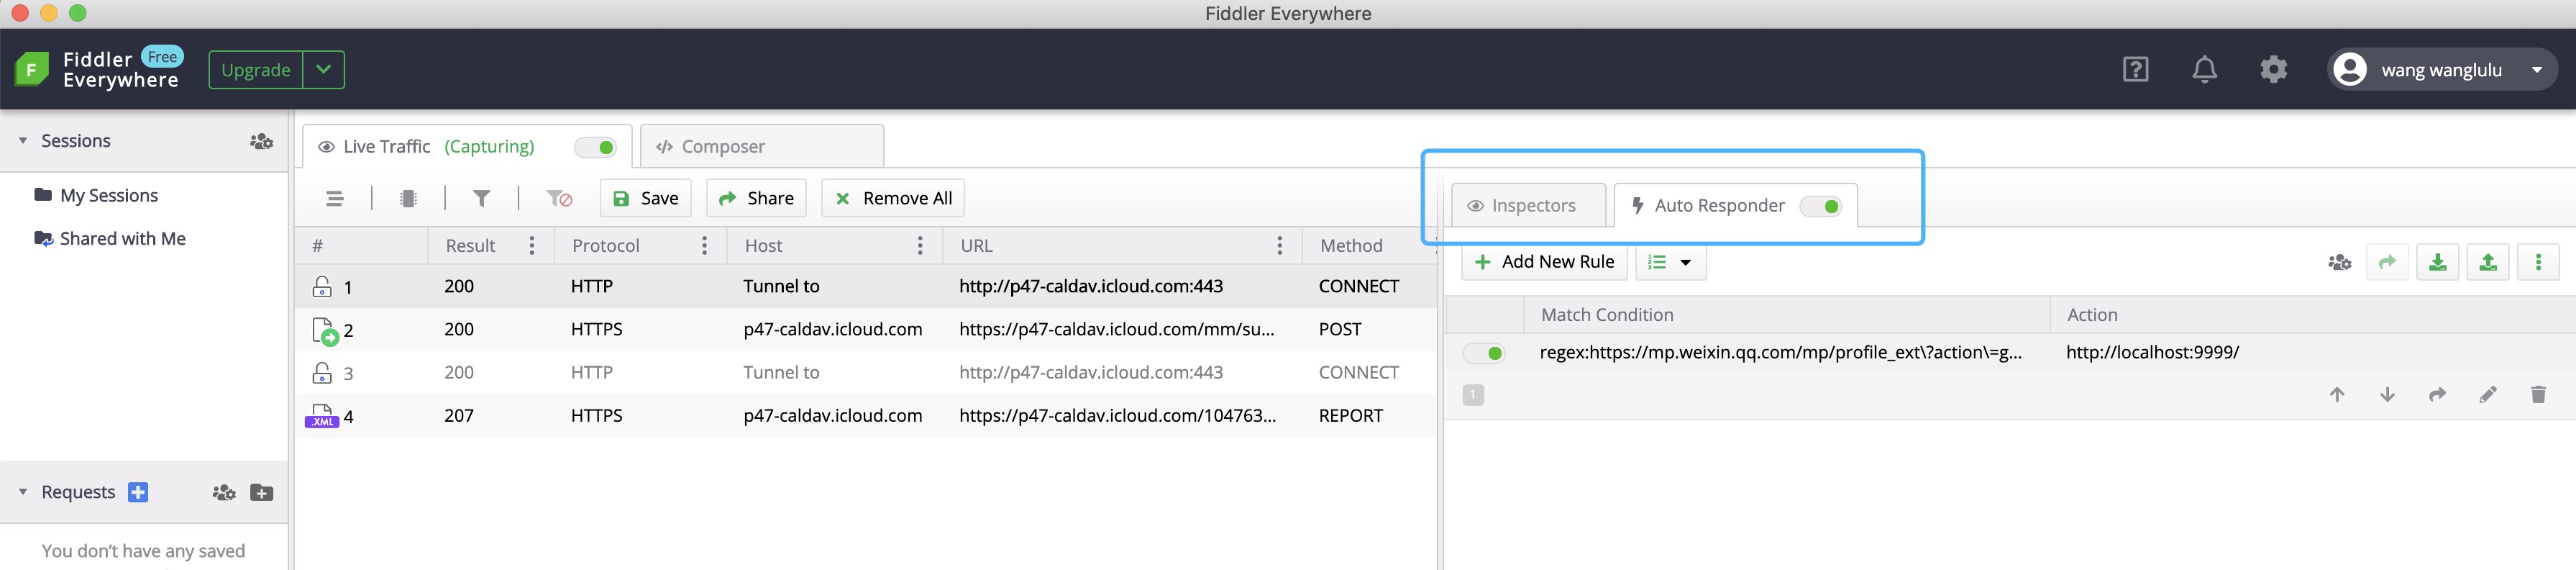 Fiddler Everywhere
Fiddler Free
Everywhere
Upgrade
wang wanglulu
Sessions
My Sessions
Shared with Me
Requests
You don't have any saved
Live Traffic (Capturing)
Composer
Save
Share
Remove All
# Result Protocol Host URL Method
1 200 HTTP Tunnel to http://p47-caldav.icloud.com:443 CONNECT
2 200 HTTPS p47-caldav.icloud.com https://p47-caldav.icloud.com/mm/su... POST
3 200 HTTP Tunnel to http://p47-caldav.icloud.com:443 CONNECT
.XML 4 207 HTTPS p47-caldav.icloud.com https://p47-caldav.icloud.com/104763... REPORT
Inspectors
Auto Responder
Add New Rule
Match Condition Action
regex:https://mp.weixin.qq.com/mp/profile_ext\?action\=g... http://localhost:9999/
1